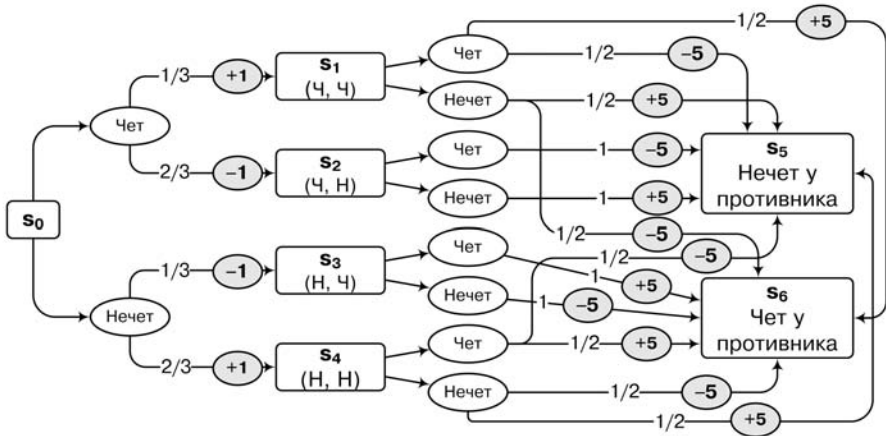 s0
Чет
1/3
+1
s1
(Ч, Ч)
Чет
1/2
+5
1/2
–5
Нечет
1/2
+5
1/2
–5
2/3
–1
s2
(Ч, Н)
Чет
1
–5
Нечет
1
+5
Нечет
1/3
–1
s3
(Н, Ч)
Чет
1
+5
Нечет
1
–5
2/3
+1
s4
(Н, Н)
Чет
1/2
–5
1/2
+5
Нечет
1/2
–5
1/2
+5
s5
Нечет у
противника
s6
Чет у
противника